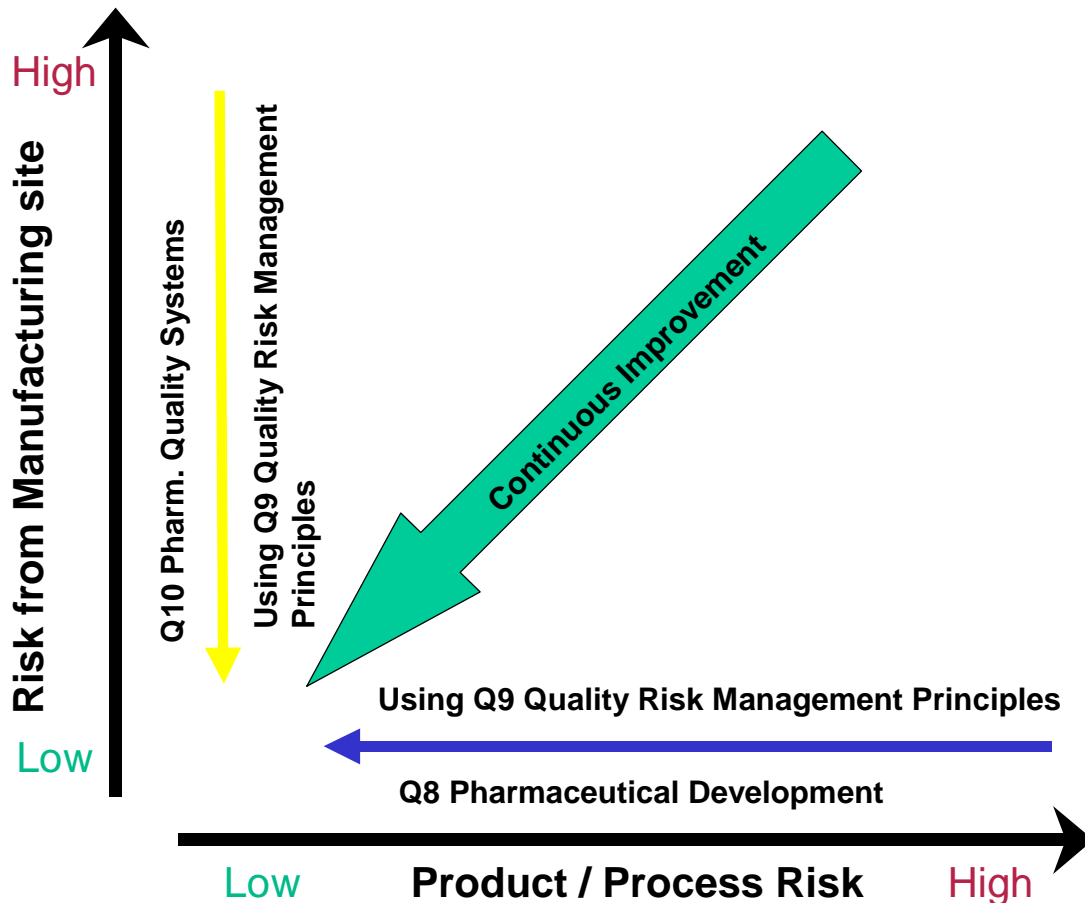 High
Risk from Manufacturing site
Low
Q10 Pharm. Quality Systems
Using Q9 Quality Risk Management
Principles
Continuous Improvement
Using Q9 Quality Risk Management Principles
Q8 Pharmaceutical Development
Low
Product / Process Risk
High